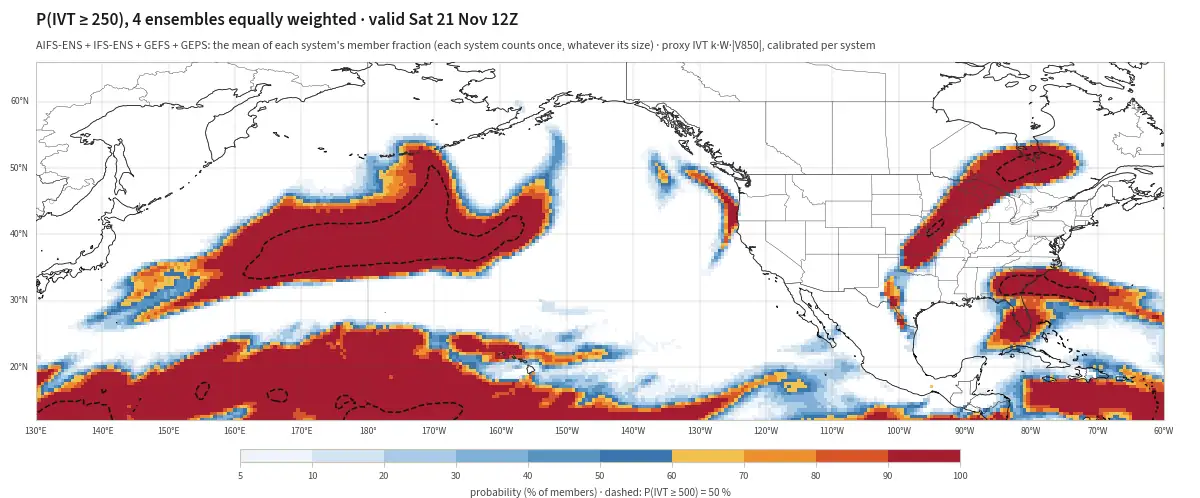 P(IVT ≥ 250), 4 ensembles equally weighted · valid Sat 21 Nov 12Z
AIFS-ENS + IFS-ENS + GEFS + GEPS: the mean of each system's member fraction (each system counts once, whatever its size) · proxy IVT k·W·|V850|, calibrated per system
60°N
50°N
40°N
30°N
20°N
130°E 140°E 150°E 160°E 170°E 180° 170°W 160°W 150°W 140°W 130°W 120°W 110°W 100°W 90°W 80°W 70°W 60°W
5 10 20 30 40 50 60 70 80 90 100
probability (% of members) · dashed: P(IVT ≥ 500) = 50 %